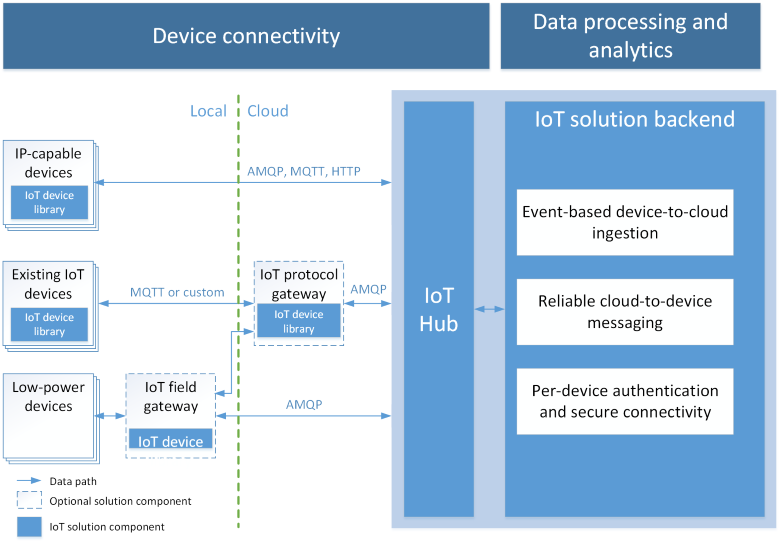 Device connectivity
Data processing and
analytics
Local
Cloud
IoT solution backend
IP-capable
devices
IoT device
library
AMQP, MQTT, HTTP
Event-based device-to-cloud
ingestion
Existing IoT
devices
IoT device
library
MQTT or custom
IoT protocol
gateway
IoT device
library
AMQP
IoT
Hub
Reliable cloud-to-device
messaging
Low-power
devices
IoT field
gateway
IoT device
AMQP
Per-device authentication
and secure connectivity
Data path
Optional solution component
IoT solution component